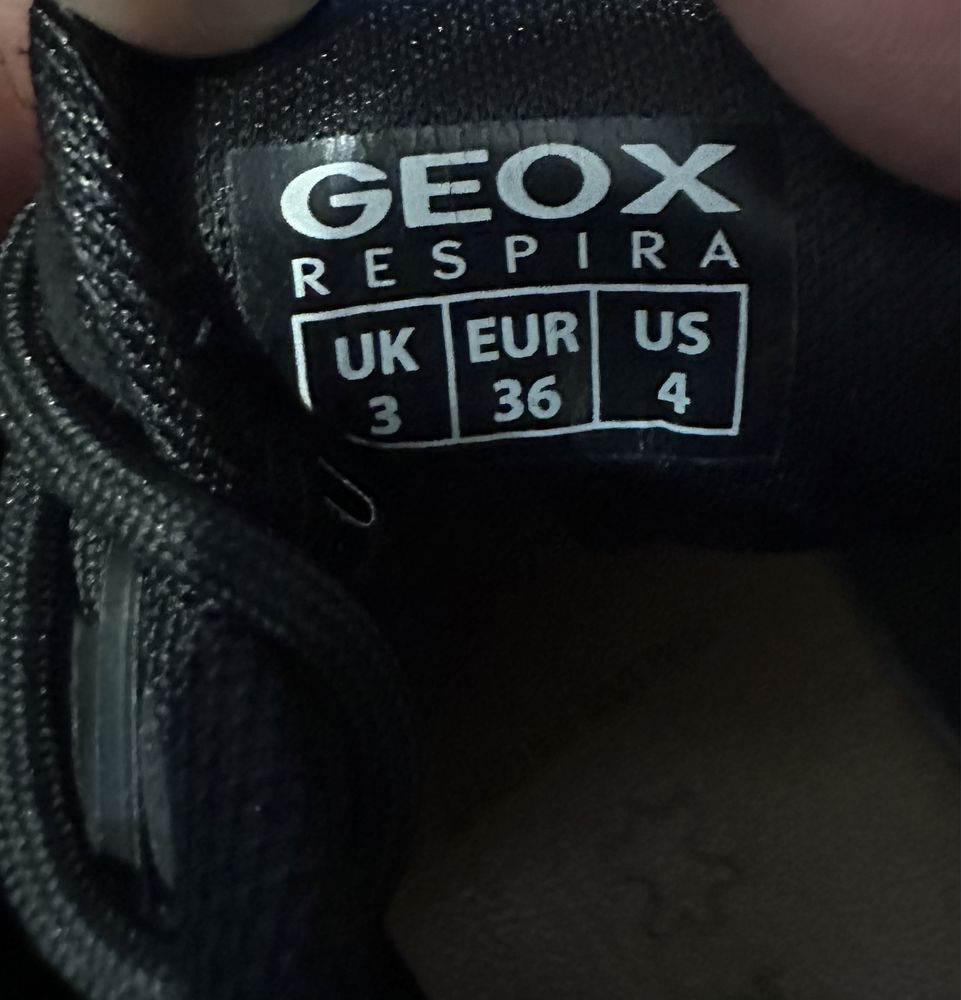 GEOX
RESPIRA
UK EUR US
3 36 4